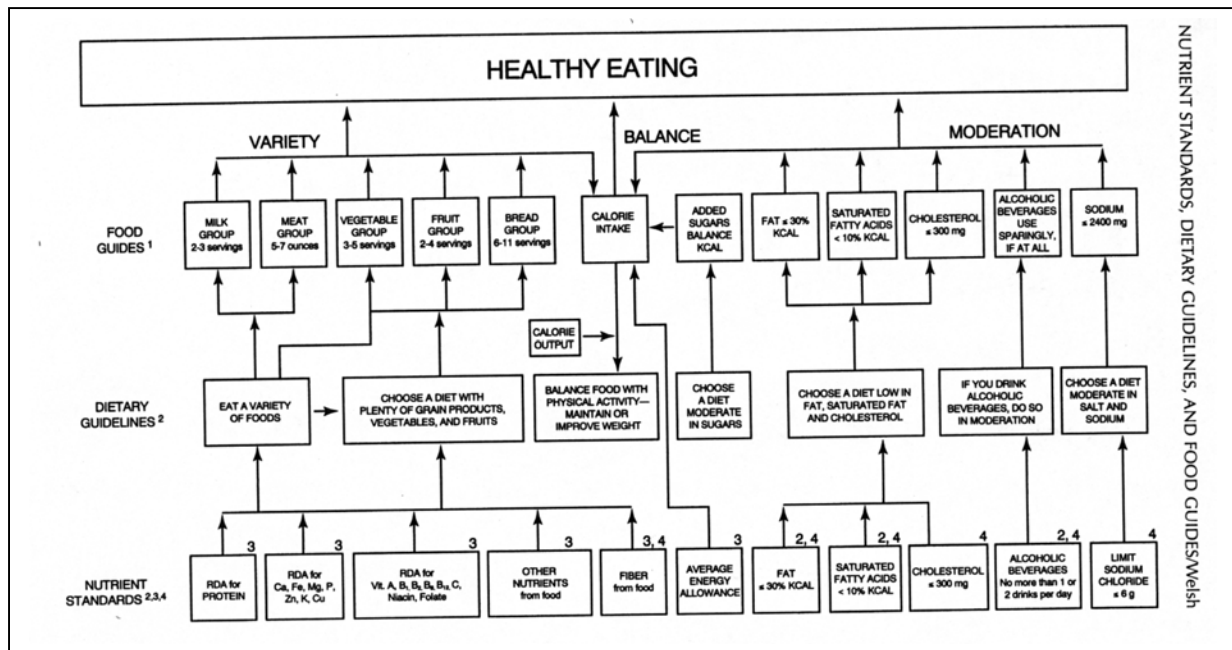 HEALTHY EATING
VARIETY
BALANCE
MODERATION
FOOD
GUIDES 1
MILK
GROUP
2-3 servings
MEAT
GROUP
5-7 ounces
VEGETABLE
GROUP
3-5 servings
FRUIT
GROUP
2-4 servings
BREAD
GROUP
6-11 servings
CALORIE
INTAKE
ADDED
SUGARS
BALANCE
KCAL
FAT ≤ 30%
KCAL
SATURATED
FATTY ACIDS
< 10% KCAL
CHOLESTEROL
≤ 300 mg
ALCOHOLIC
BEVERAGES
USE
SPARINGLY,
IF AT ALL
SODIUM
≤ 2400 mg
CALORIE
OUTPUT
DIETARY
GUIDELINES 2
EAT A VARIETY
OF FOODS
CHOOSE A DIET WITH
PLENTY OF GRAIN PRODUCTS,
VEGETABLES, AND FRUITS
BALANCE FOOD WITH
PHYSICAL ACTIVITY—
MAINTAIN OR
IMPROVE WEIGHT
CHOOSE
A DIET
MODERATE
IN SUGARS
CHOOSE A DIET LOW IN
FAT, SATURATED FAT
AND CHOLESTEROL
IF YOU DRINK
ALCOHOLIC
BEVERAGES, DO SO
IN MODERATION
CHOOSE A DIET
MODERATE IN
SALT AND
SODIUM
NUTRIENT
STANDARDS 2,3,4
3
RDA for
PROTEIN
3
RDA for
Ca, Fe, Mg, P,
Zn, K, Cu
3
RDA for
Vit. A, B₁, B₂, B₆, B₁₂, C,
Niacin, Folate
3
OTHER
NUTRIENTS
from food
3, 4
FIBER
from food
3
AVERAGE
ENERGY
ALLOWANCE
2, 4
FAT
≤ 30% KCAL
2, 4
SATURATED
FATTY ACIDS
< 10% KCAL
4
CHOLESTEROL
≤ 300 mg
2, 4
ALCOHOLIC
BEVERAGES
No more than 1 or
2 drinks per day
4
LIMIT
SODIUM
CHLORIDE
≤ 6 g
NUTRIENT STANDARDS, DIETARY GUIDELINES, AND FOOD GUIDES/Welsh